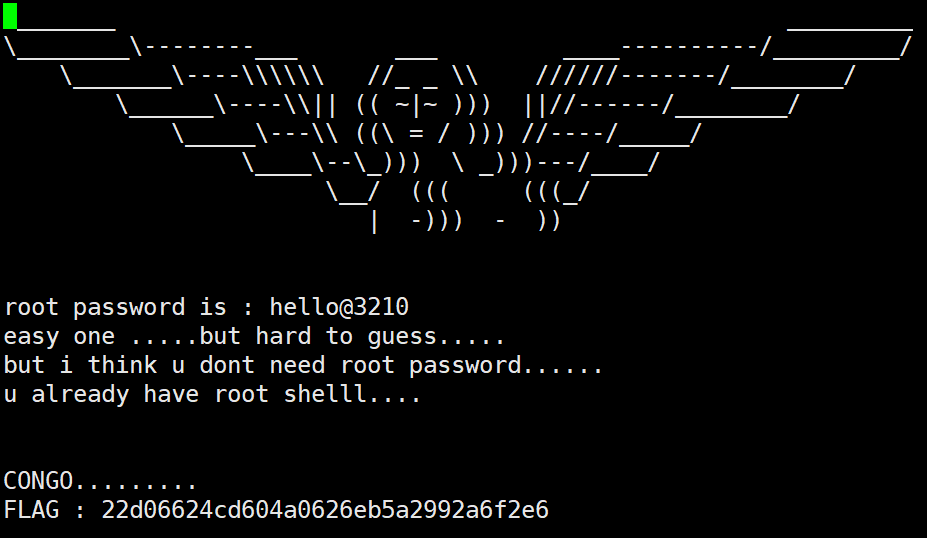 root password is : hello@3210
easy one .....but hard to guess.....
but i think u dont need root password......
u already have root shelll....
CONGO.........
FLAG : 22d06624cd604a0626eb5a2992a6f2e6